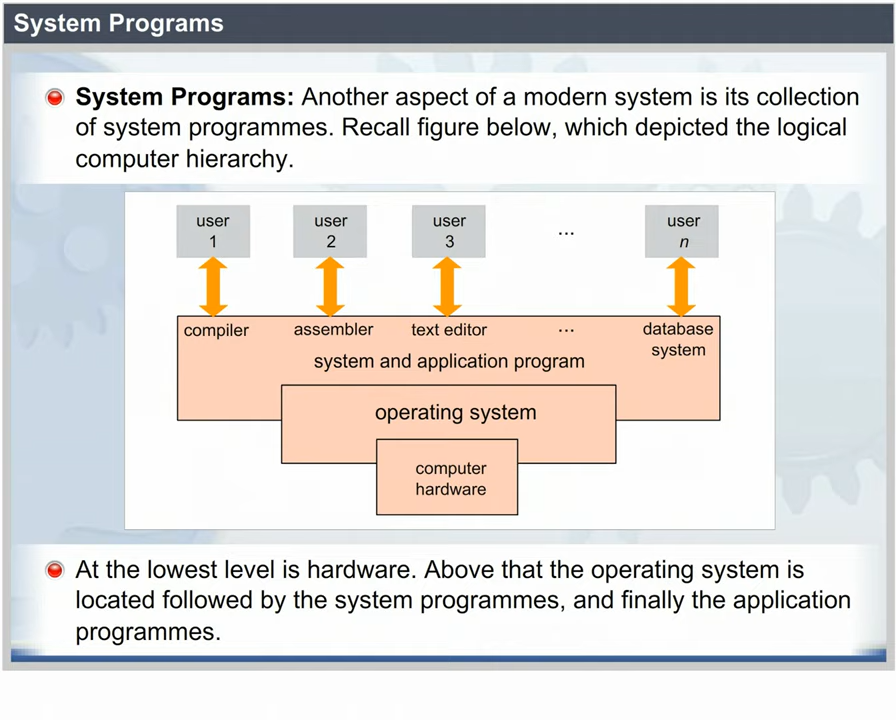 System Programs
System Programs: Another aspect of a modern system is its collection
of system programmes. Recall figure below, which depicted the logical
computer hierarchy.
user user user ... user
1 2 3 n
compiler assembler text editor ... database
system
system and application program
operating system
computer
hardware
At the lowest level is hardware. Above that the operating system is
located followed by the system programmes, and finally the application
programmes.